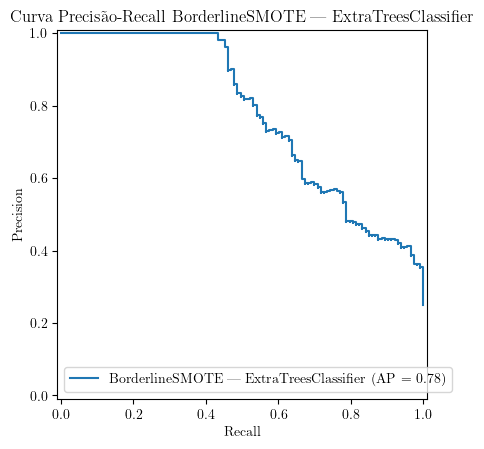 Curva Precisão-Recall BorderlineSMOTE — ExtraTreesClassifier
1.0
0.8
0.6
0.4
0.2
0.0
Precision
BorderlineSMOTE — ExtraTreesClassifier (AP = 0.78)
0.0 0.2 0.4 0.6 0.8 1.0
Recall